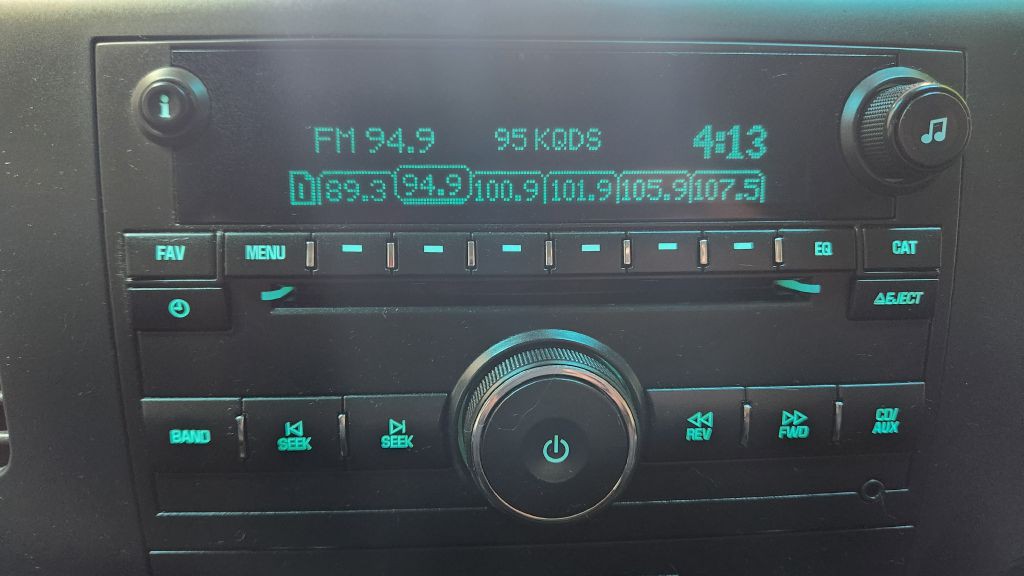 i
FM 94.9 95 KQDS 4:13
1 89.3 94.9 100.9 101.9 105.9 107.5
FAV MENU EQ CAT
EJECT
BAND SEEK SEEK REV FWD CD/
AUX